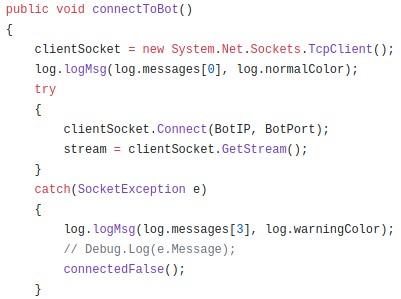 public void connectToBot()
{
    clientSocket = new System.Net.Sockets.TcpClient();
    log.logMsg(log.messages[0], log.normalColor);
    try
    {
        clientSocket.Connect(BotIP, BotPort);
        stream = clientSocket.GetStream();
    }
    catch(SocketException e)
    {
        log.logMsg(log.messages[3], log.warningColor);
        // Debug.Log(e.Message);
        connectedFalse();
    }